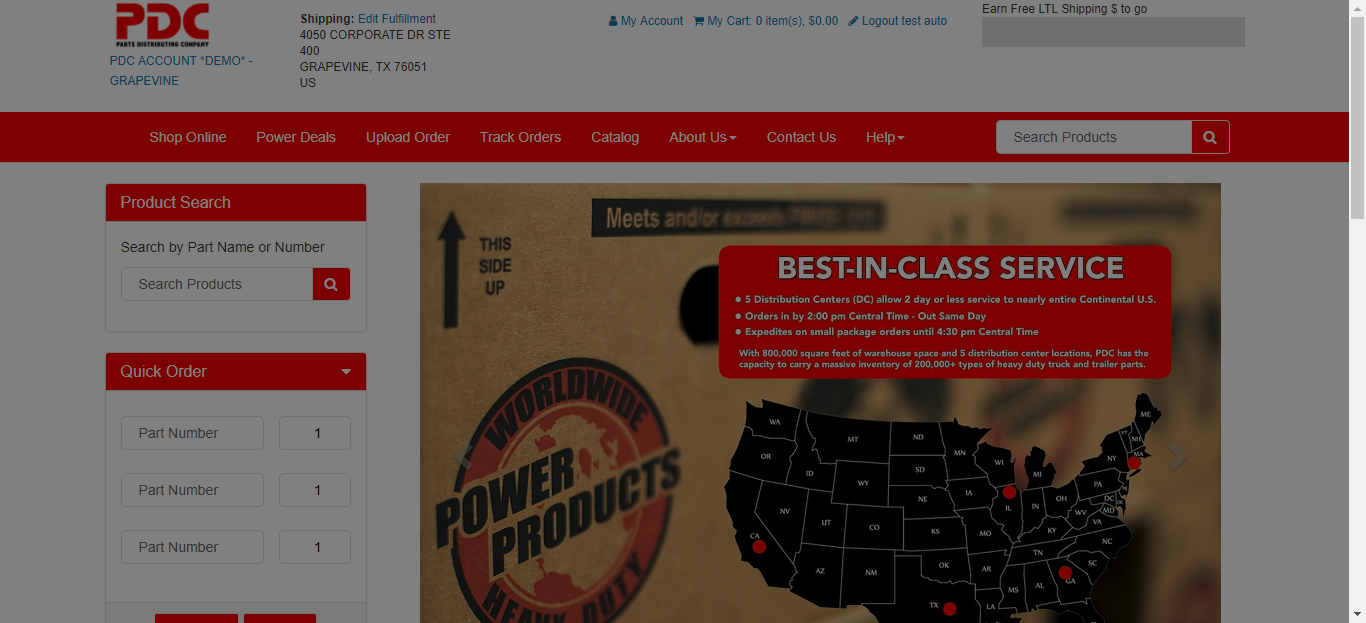 PDC
PARTS DISTRIBUTING COMPANY
PDC ACCOUNT *DEMO* -
GRAPEVINE
Shipping: Edit Fulfillment
4050 CORPORATE DR STE
400
GRAPEVINE, TX 76051
US
My Account My Cart: 0 item(s), $0.00 Logout test auto
Earn Free LTL Shipping $ to go
Shop Online Power Deals Upload Order Track Orders Catalog About Us Contact Us Help Search Products
Product Search
Search by Part Name or Number
Search Products
Quick Order
Part Number 1
Part Number 1
Part Number 1
Meets and/or exceeds
THIS
SIDE
UP
WORLDWIDE
POWER
PRODUCTS
HEAVY DUTY
BEST-IN-CLASS SERVICE
• 5 Distribution Centers (DC) allow 2 day or less service to nearly entire Continental U.S.
• Orders in by 2:00 pm Central Time - Out Same Day
• Expedites on small package orders until 4:30 pm Central Time
With 800,000 square feet of warehouse space and 5 distribution center locations, PDC has the
capacity to carry a massive inventory of 200,000+ types of heavy duty truck and trailer parts.
WA MT ND MN ME
VT NH
OR ID SD WI MI NY MA
WY
NE IA PA
NV UT CO IL IN OH DC
MD
WV VA
CA KS MO KY
NC
TN
AZ NM OK AR SC
MS AL GA
TX LA